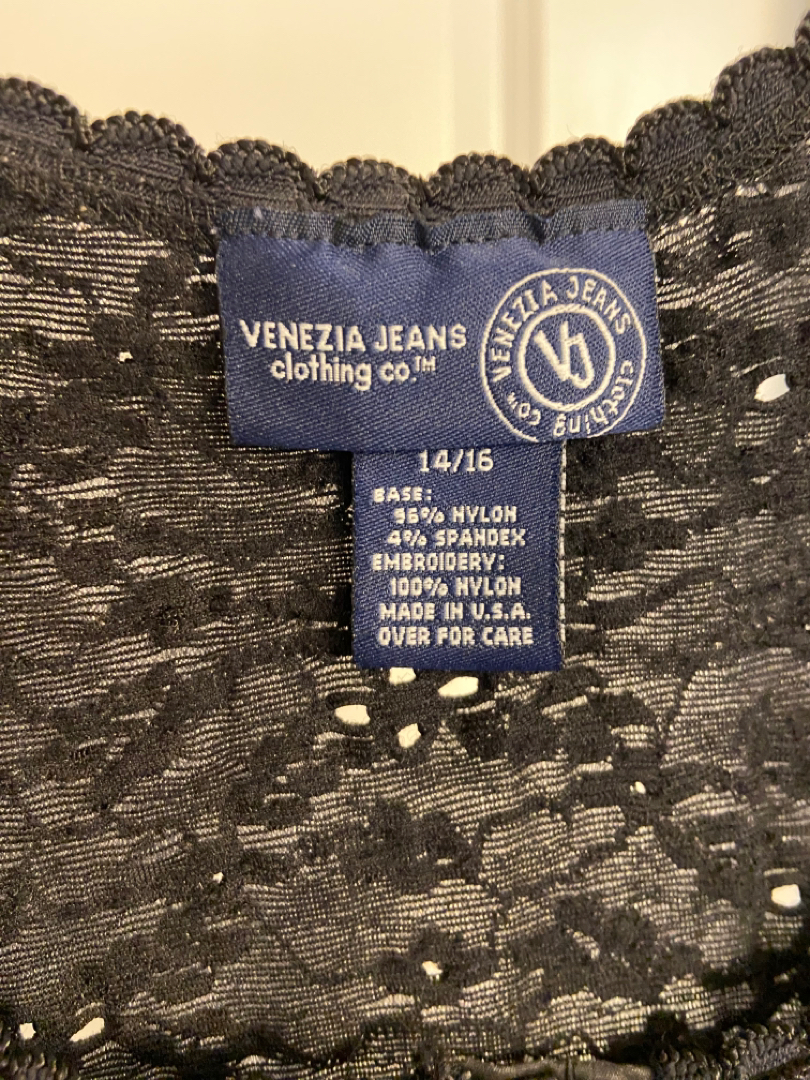 VENEZIA JEANS
clothing co.™
VENEZIA JEANS clothing co™
VJ
14/16
BASE:
96% NYLON
4% SPANDEX
EMBROIDERY:
100% NYLON
MADE IN U.S.A.
OVER FOR CARE